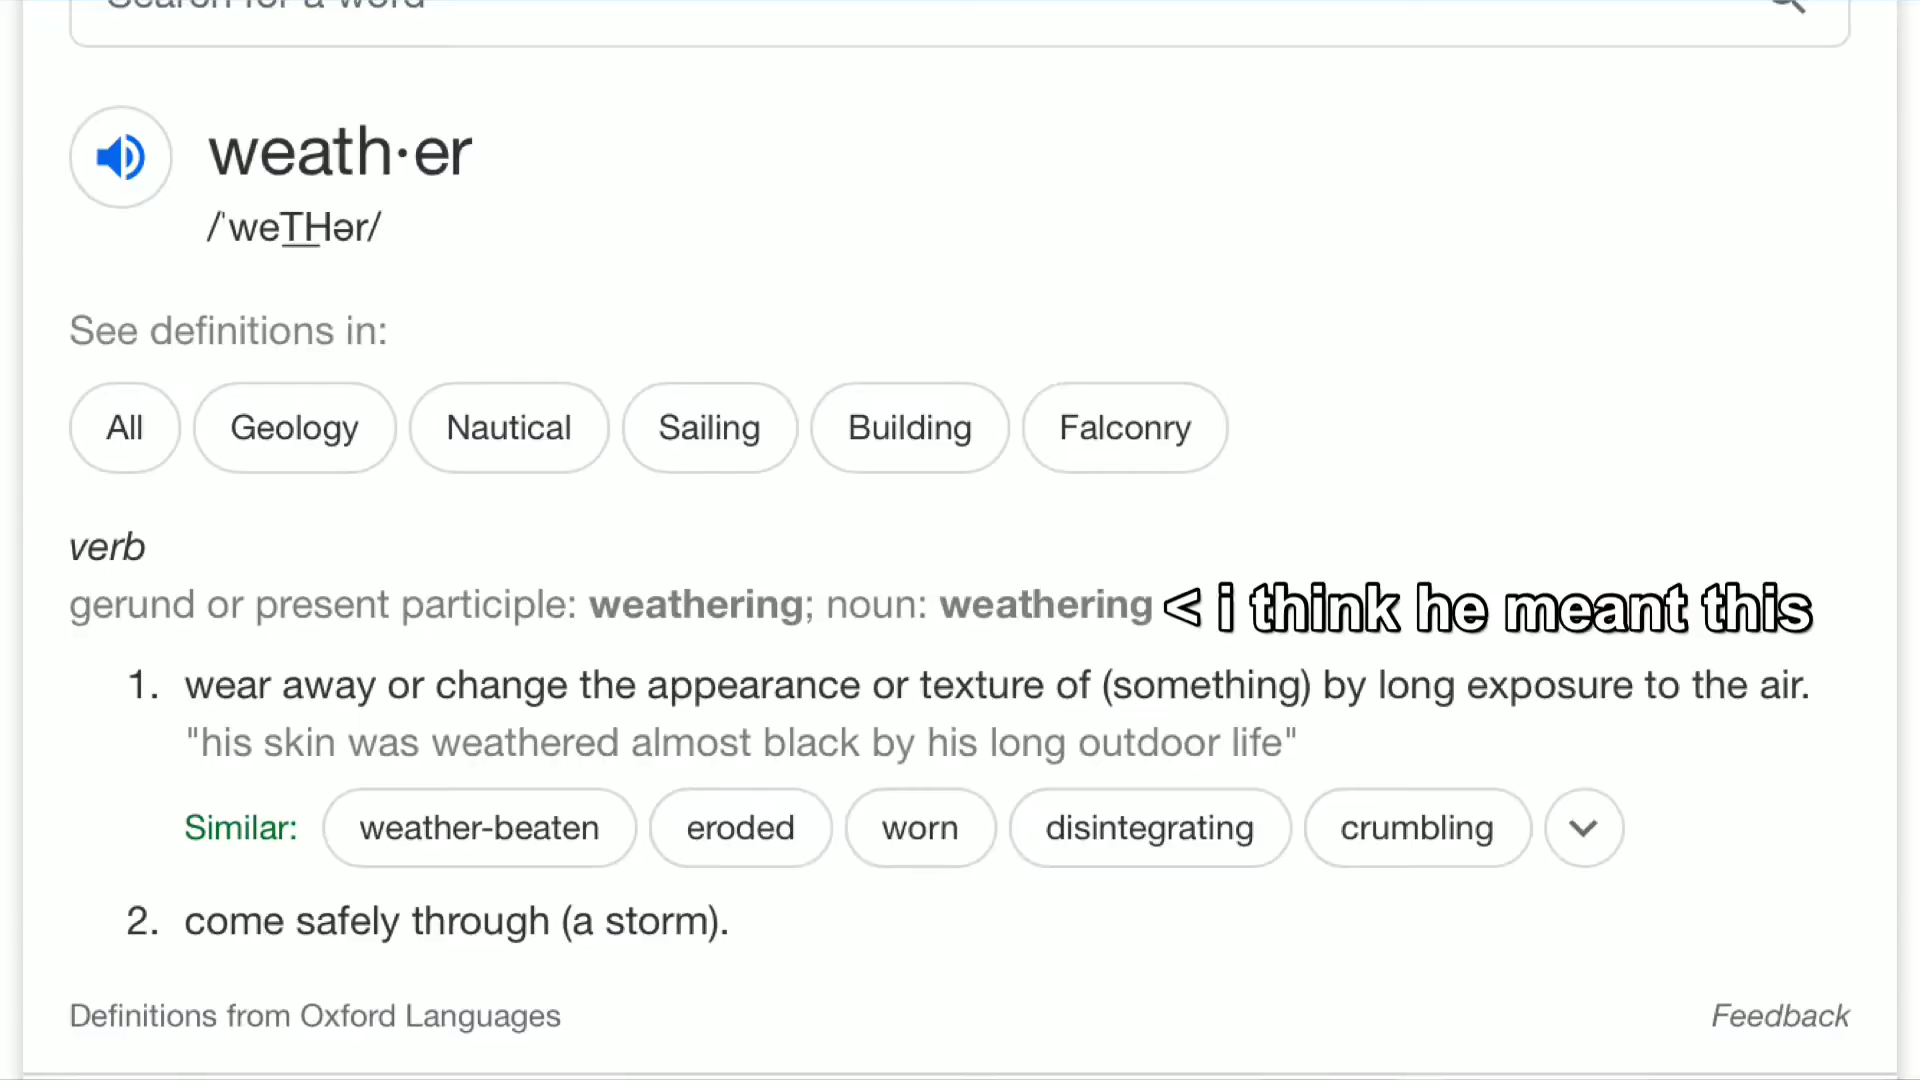 Search for a word
weath·er
/ˈweTHər/
See definitions in:
All Geology Nautical Sailing Building Falconry
verb
gerund or present participle: weathering; noun: weathering < i think he meant this
1. wear away or change the appearance or texture of (something) by long exposure to the air.
"his skin was weathered almost black by his long outdoor life"
Similar: weather-beaten eroded worn disintegrating crumbling
2. come safely through (a storm).
Definitions from Oxford Languages Feedback